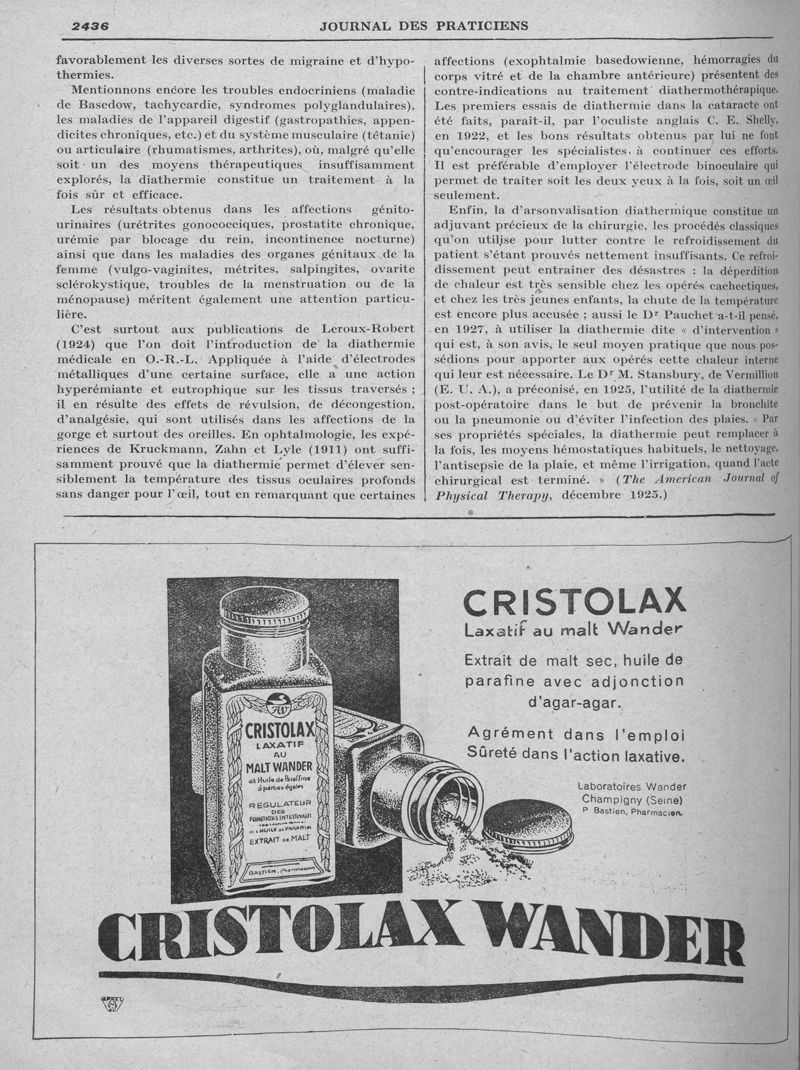 2436
JOURNAL DES PRATICIENS
favorablement les diverses sortes de migraine et d'hypo-
thermies.
Mentionnons encore les troubles endocriniens (maladie
de Basedow, tachycardie, syndromes polyglandulaires),
les maladies de l'appareil digestif (gastropathies, appen-
dicites chroniques, etc.) et du système musculaire (tétanie)
ou articulaire (rhumatismes, arthrites), où, malgré qu'elle
soit un des moyens thérapeutiques insuffisamment
explorés, la diathermie constitue un traitement à la
fois sûr et efficace.
Les résultats obtenus dans les affections génito-
urinaires (urétrites gonococciques, prostatite chronique,
urémie par blocage du rein, incontinence nocturne)
ainsi que dans les maladies des organes génitaux de la
femme (vulgo-vaginites, métrites, salpingites, ovarite
sclérokystique, troubles de la menstruation ou de la
ménopause) méritent également une attention particu-
lière.
C'est surtout aux publications de Leroux-Robert
(1924) que l'on doit l'introduction de la diathermie
médicale en O.-R.-L. Appliquée à l'aide d'électrodes
métalliques d'une certaine surface, elle a une action
hyperémiante et eutrophique sur les tissus traversés ;
il en résulte des effets de révulsion, de décongestion,
d'analgésie, qui sont utilisés dans les affections de la
gorge et surtout des oreilles. En ophtalmologie, les expé-
riences de Kruckmann, Zahn et Lyle (1911) ont suffi-
samment prouvé que la diathermie permet d'élever sen-
siblement la température des tissus oculaires profonds
sans danger pour l'œil, tout en remarquant que certaines
affections (exophtalmie basedowienne, hémorragies du
corps vitré et de la chambre antérieure) présentent des
contre-indications au traitement diathermothérapique.
Les premiers essais de diathermie dans la cataracte ont
été faits, paraît-il, par l'oculiste anglais C. E. Shelly,
en 1922, et les bons résultats obtenus par lui ne font
qu'encourager les spécialistes à continuer ces efforts.
Il est préférable d'employer l'électrode binoculaire qui
permet de traiter soit les deux yeux à la fois, soit un œil
seulement.
Enfin, la d'arsonvalisation diathermique constitue un
adjuvant précieux de la chirurgie, les procédés classiques
qu'on utilise pour lutter contre le refroidissement du
patient s'étant prouvés nettement insuffisants. Ce refroi-
dissement peut entraîner des désastres : la déperdition
de chaleur est très sensible chez les opérés cachectiques,
et chez les très jeunes enfants, la chute de la température
est encore plus accusée ; aussi le Dr Pauchet a-t-il pensé,
en 1927, à utiliser la diathermie dite « d'intervention »
qui est, à son avis, le seul moyen pratique que nous pos-
sédions pour apporter aux opérés cette chaleur interne
qui leur est nécessaire. Le Dr M. Stansbury, de Vermillion
(E. U. A.), a préconisé, en 1925, l'utilité de la diathermie
post-opératoire dans le but de prévenir la bronchite
ou la pneumonie ou d'éviter l'infection des plaies. « Par
ses propriétés spéciales, la diathermie peut remplacer à
la fois, les moyens hémostatiques habituels, le nettoyage,
l'antisepsie de la plaie, et même l'irrigation, quand l'acte
chirurgical est terminé. » (The American Journal of
Physical Therapy, décembre 1925.)
CRISTOLAX
Laxatif au malt Wander
Extrait de malt sec, huile de
parafine avec adjonction
d'agar-agar.
Agrément dans l'emploi
Sûreté dans l'action laxative.
Laboratoires Wander
Champigny (Seine)
P Bastien, Pharmacien.
AW
CRISTOLAX
LAXATIF
AU
MALT WANDER
et Huile de Paraffine
à parties égales
REGULATEUR
DES
FONCTIONS INTESTINALES
EXTRAIT DE MALT
BASTIEN, Pharmacien
CRISTOLAX WANDER